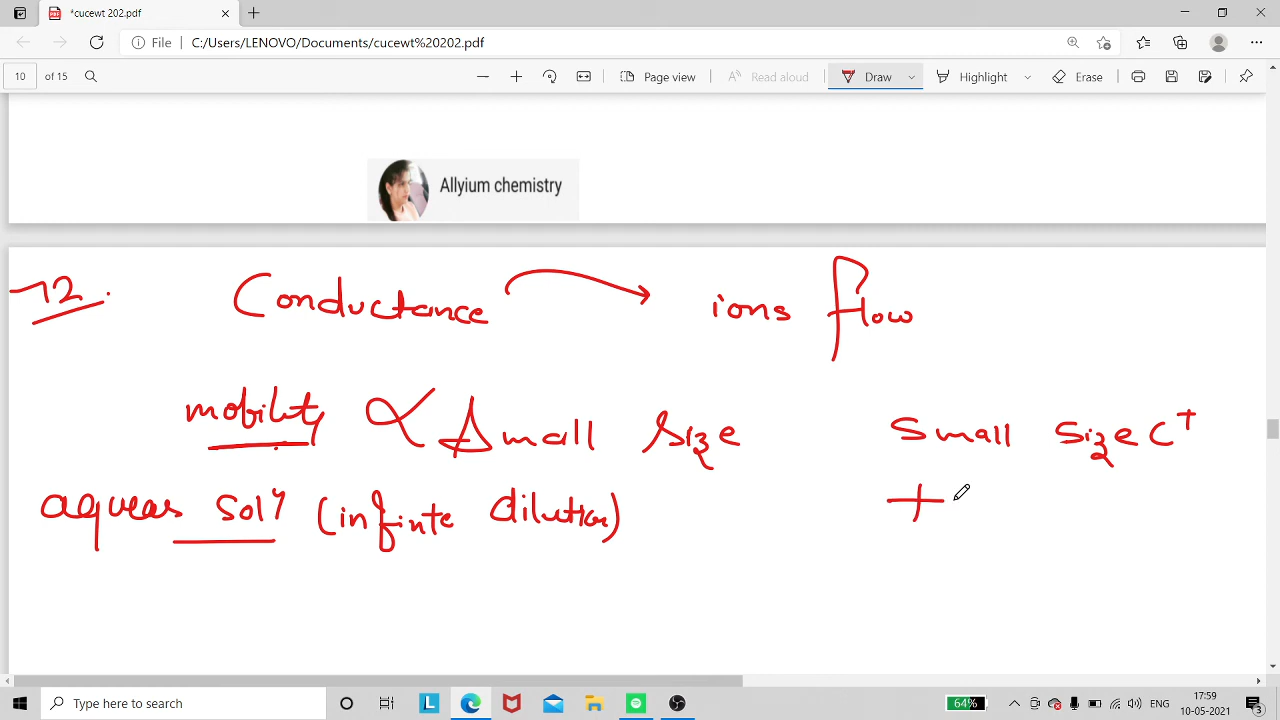 *cucewt 202.pdf
File C:/Users/LENOVO/Documents/cucewt%20202.pdf
10 of 15 Page view Read aloud Draw Highlight Erase
Allyium chemistry
72. Conductance → ions flow
mobility ∝ Small Size
Small size C⁺
aqueas solⁿ (infinte dilution)
+
Type here to search
64%
17:59
10-05-2021
3